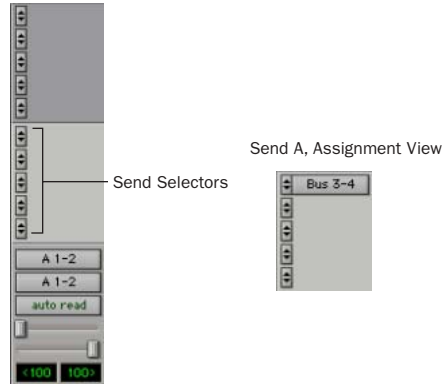 Send A, Assignment View
Send Selectors
Bus 3-4
A 1-2
A 1-2
auto read
<100 100>